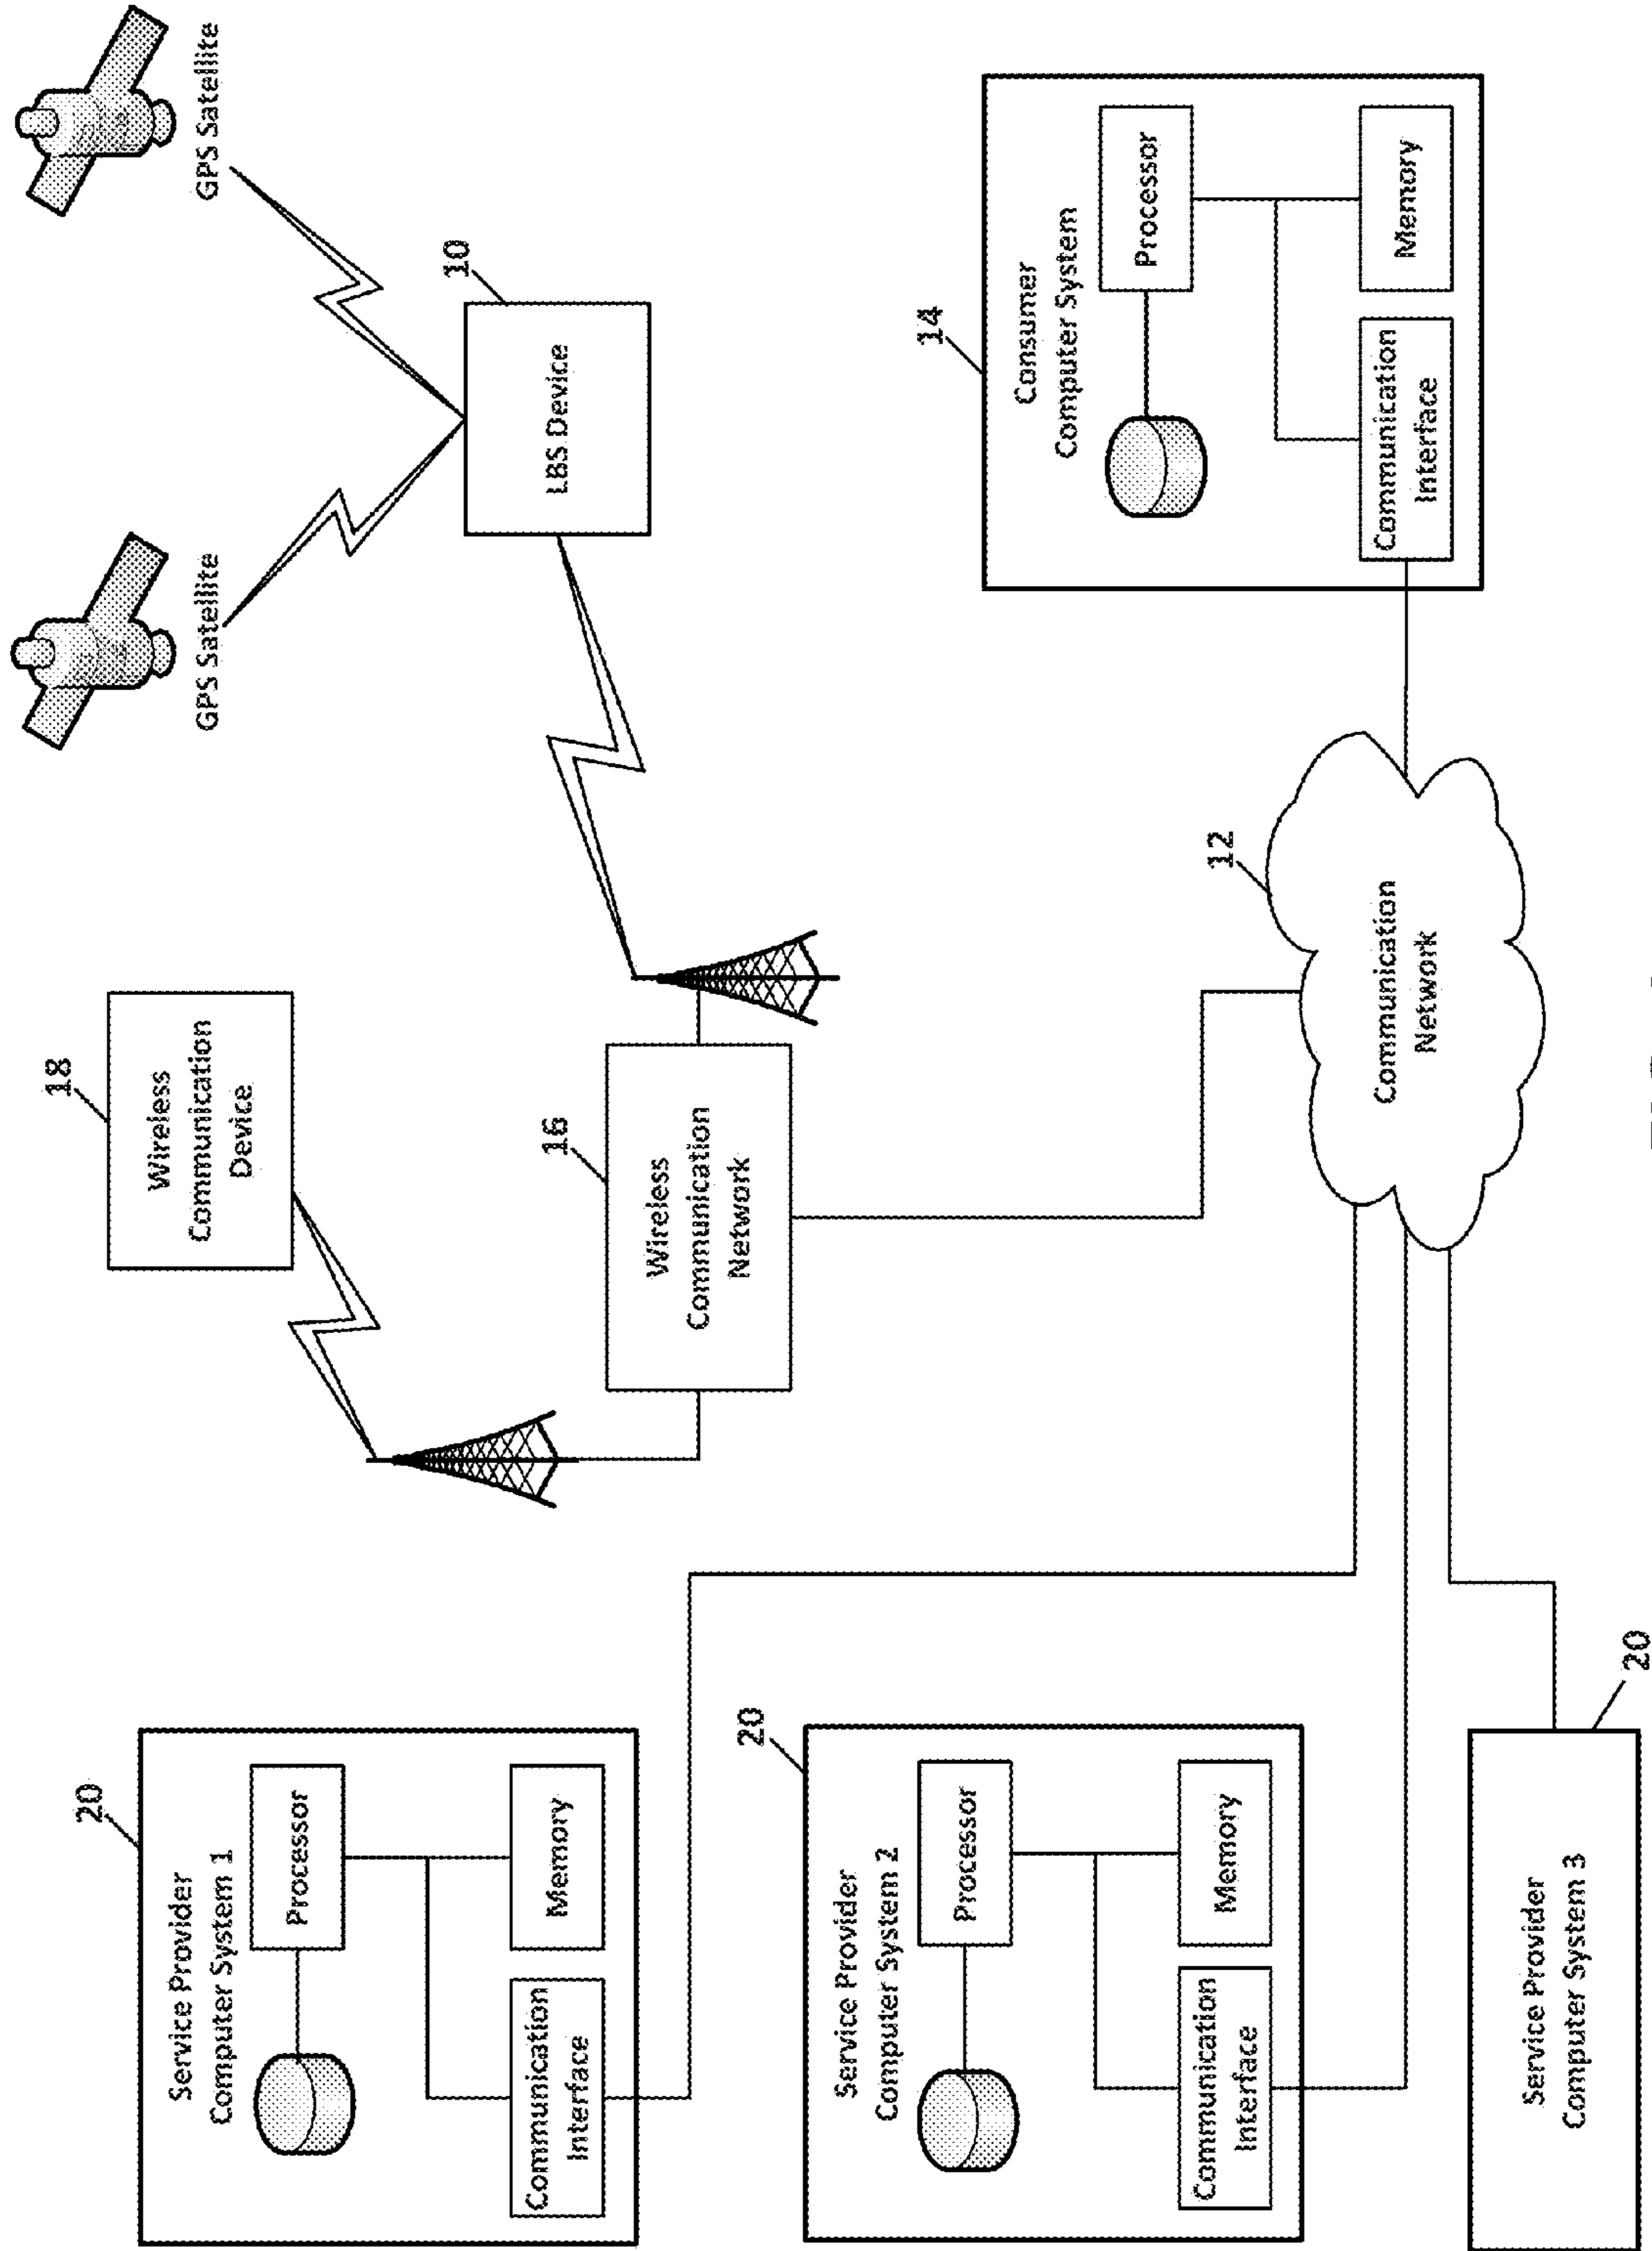 20
Service Provider
Computer System 1
Processor
Communication
Interface
Memory
20
Service Provider
Computer System 2
Processor
Communication
Interface
Memory
20
Service Provider
Computer System 3
18
Wireless
Communication
Device
16
Wireless
Communication
Network
12
Communication
Network
GPS Satellite
GPS Satellite
10
LBS Device
14
Consumer
Computer System
Processor
Communication
Interface
Memory